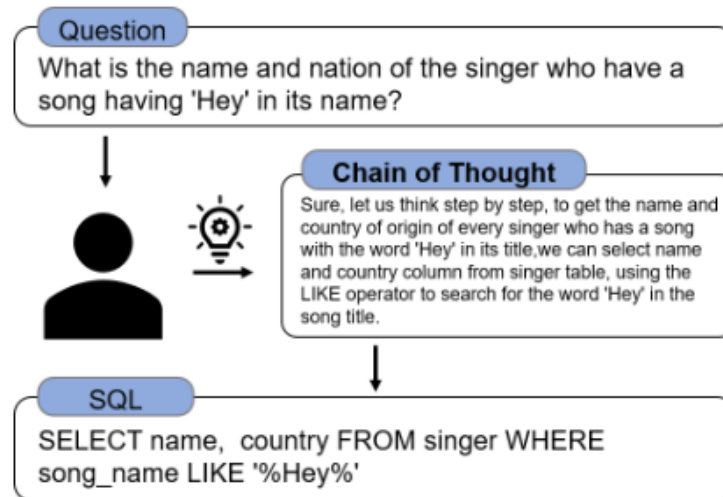 Question
What is the name and nation of the singer who have a
song having 'Hey' in its name?
Chain of Thought
Sure, let us think step by step, to get the name and
country of origin of every singer who has a song
with the word 'Hey' in its title,we can select name
and country column from singer table, using the
LIKE operator to search for the word 'Hey' in the
song title.
SQL
SELECT name, country FROM singer WHERE
song_name LIKE '%Hey%'